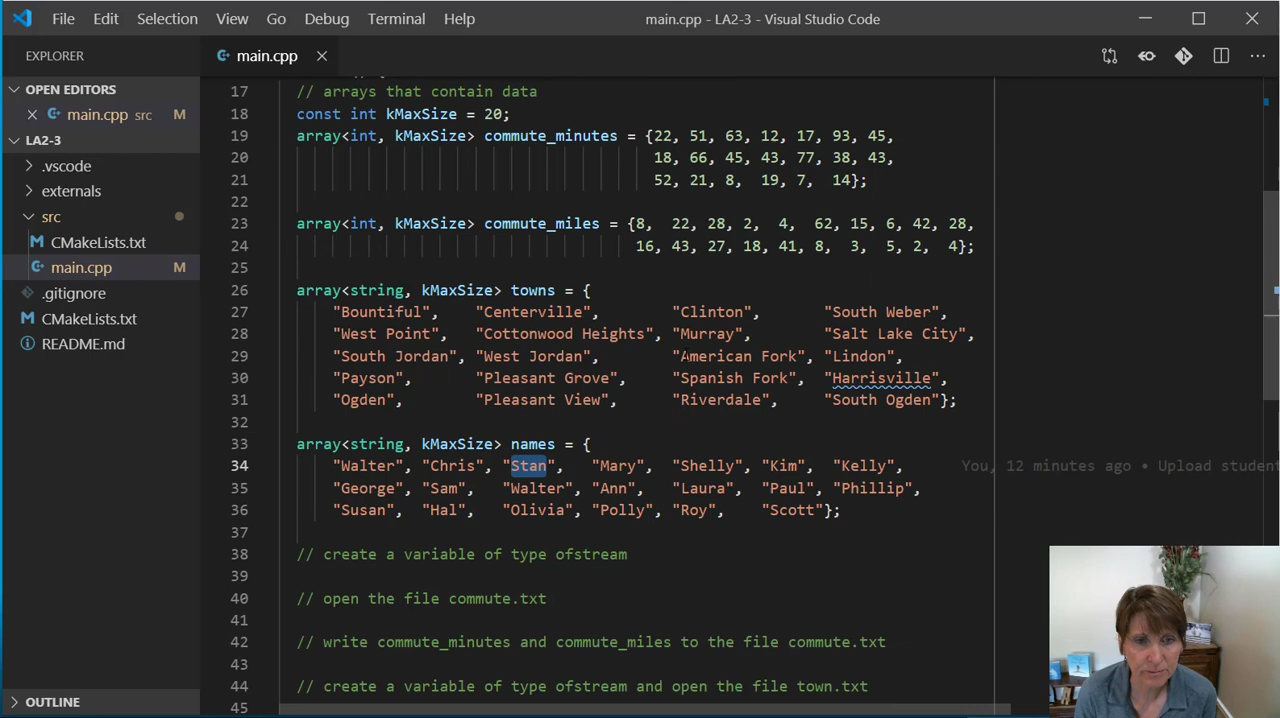 File Edit Selection View Go Debug Terminal Help main.cpp - LA2-3 - Visual Studio Code
EXPLORER
main.cpp
OPEN EDITORS
main.cpp src M
LA2-3
.vscode
externals
src
CMakeLists.txt
main.cpp M
.gitignore
CMakeLists.txt
README.md
OUTLINE
17 // arrays that contain data
18 const int kMaxSize = 20;
19 array<int, kMaxSize> commute_minutes = {22, 51, 63, 12, 17, 93, 45,
20 18, 66, 45, 43, 77, 38, 43,
21 52, 21, 8, 19, 7, 14};
22
23 array<int, kMaxSize> commute_miles = {8, 22, 28, 2, 4, 62, 15, 6, 42, 28,
24 16, 43, 27, 18, 41, 8, 3, 5, 2, 4};
25
26 array<string, kMaxSize> towns = {
27 "Bountiful", "Centerville", "Clinton", "South Weber",
28 "West Point", "Cottonwood Heights", "Murray", "Salt Lake City",
29 "South Jordan", "West Jordan", "American Fork", "Lindon",
30 "Payson", "Pleasant Grove", "Spanish Fork", "Harrisville",
31 "Ogden", "Pleasant View", "Riverdale", "South Ogden"};
32
33 array<string, kMaxSize> names = {
34 "Walter", "Chris", "Stan", "Mary", "Shelly", "Kim", "Kelly", You, 12 minutes ago • Upload student
35 "George", "Sam", "Walter", "Ann", "Laura", "Paul", "Phillip",
36 "Susan", "Hal", "Olivia", "Polly", "Roy", "Scott"};
37
38 // create a variable of type ofstream
39
40 // open the file commute.txt
41
42 // write commute_minutes and commute_miles to the file commute.txt
43
44 // create a variable of type ofstream and open the file town.txt
45